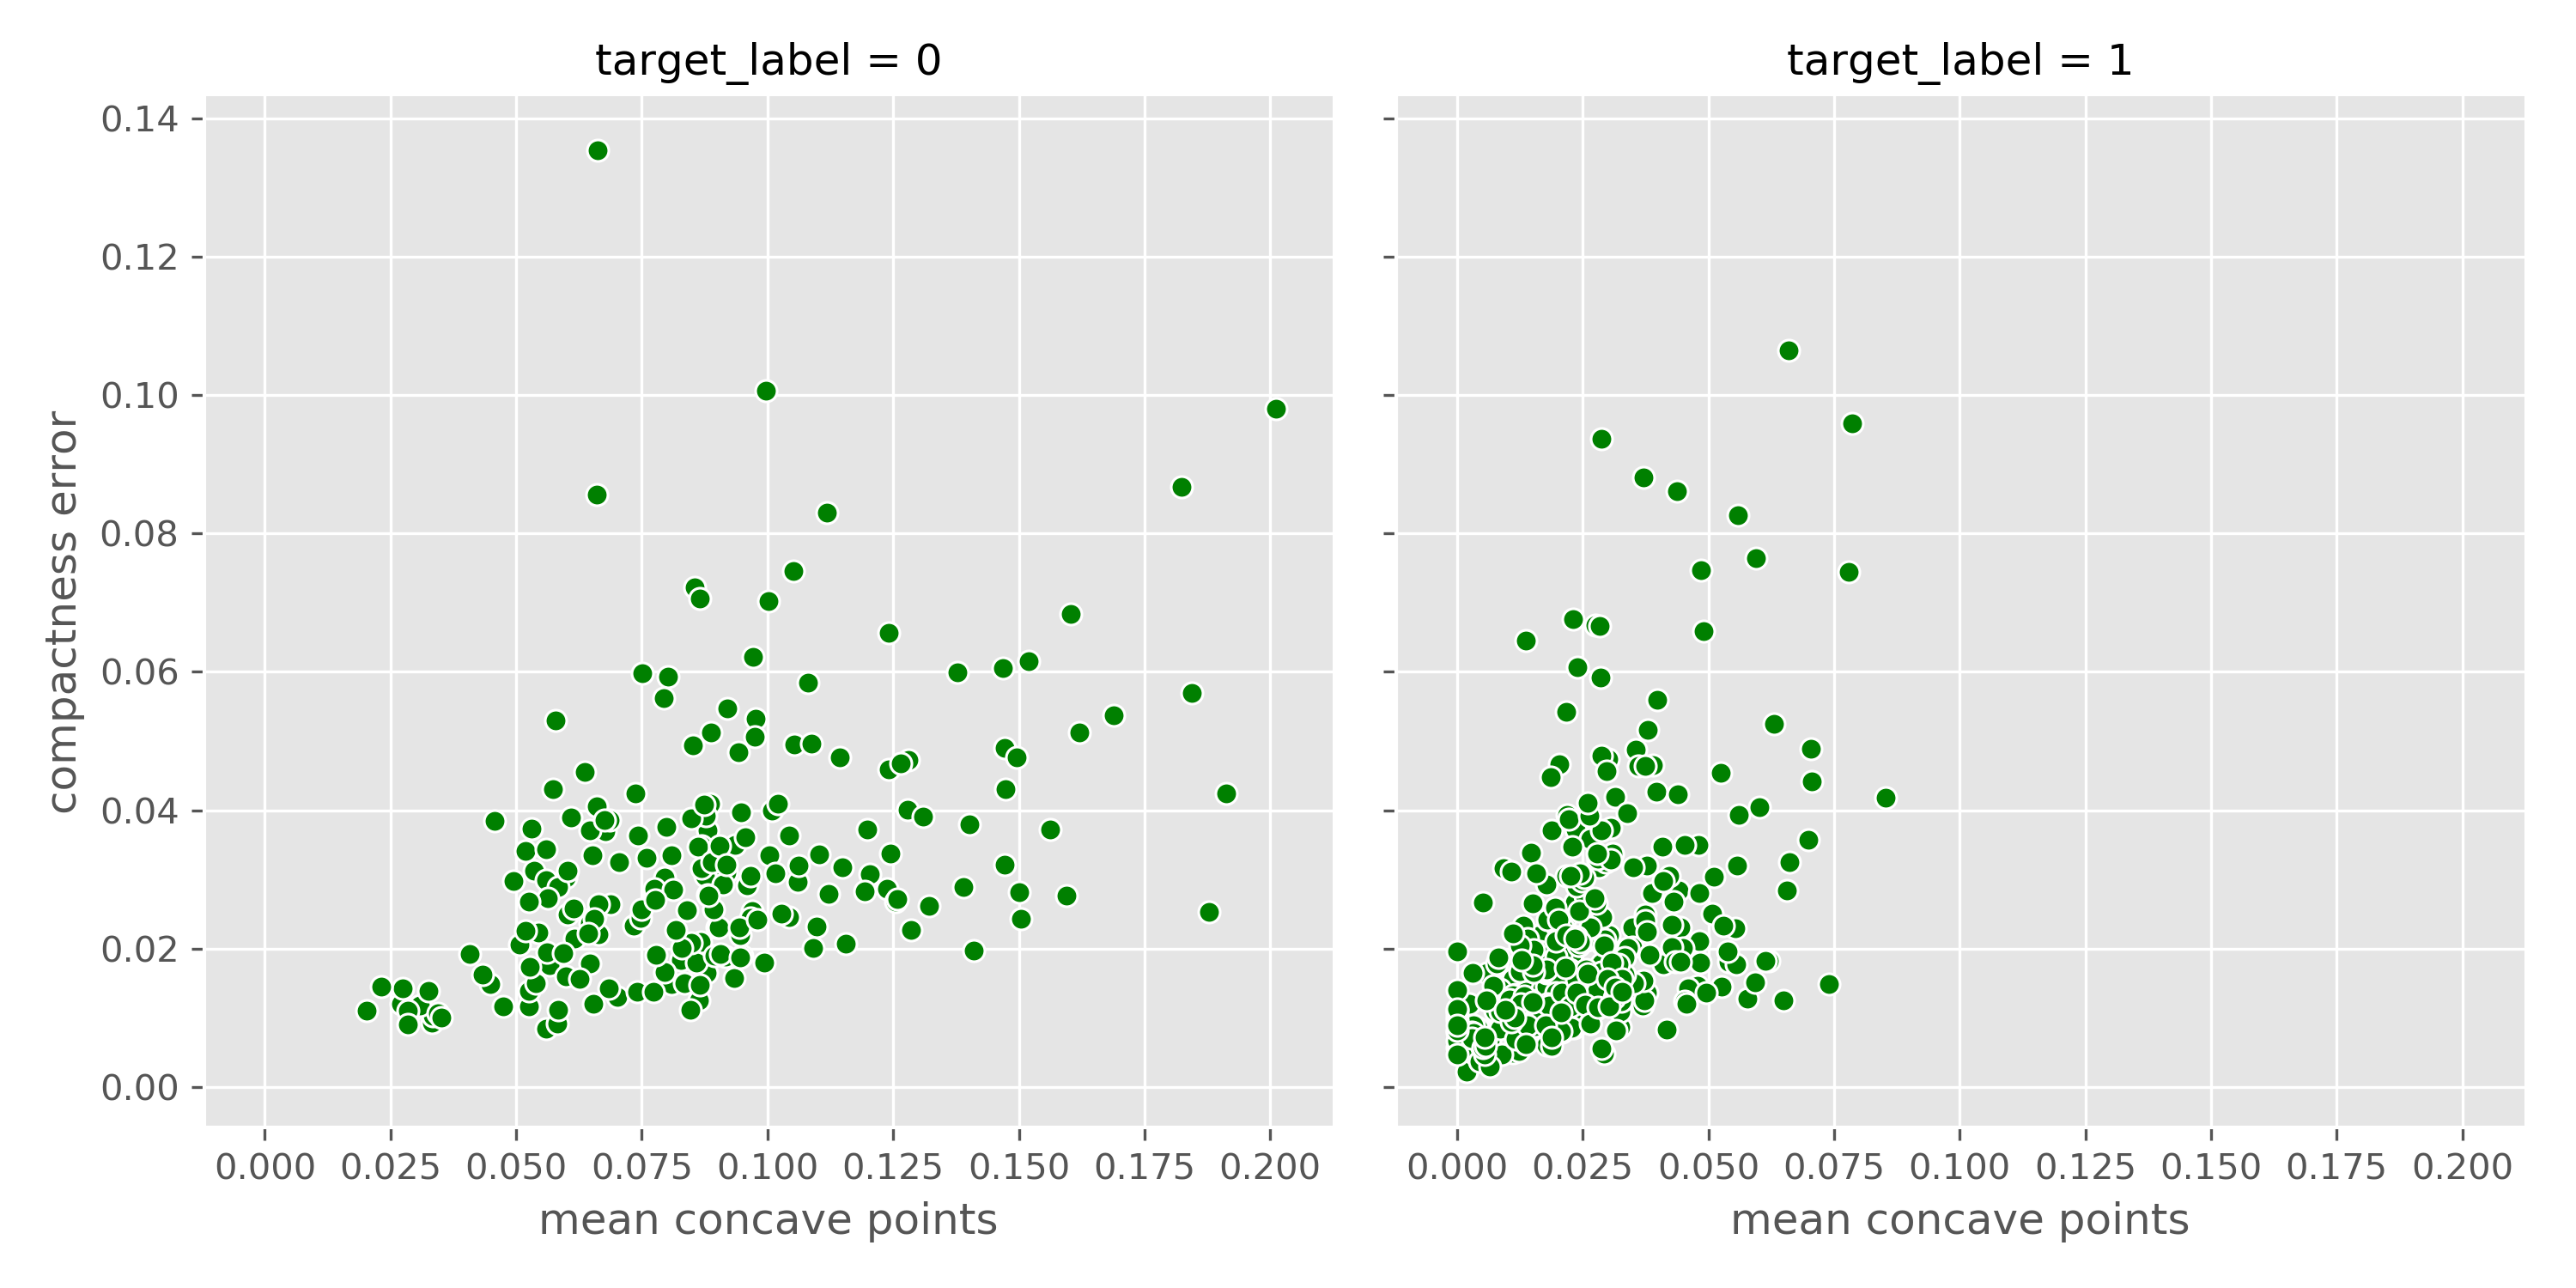 target_label = 0
target_label = 1
compactness error
0.14
0.12
0.10
0.08
0.06
0.04
0.02
0.00
0.000 0.025 0.050 0.075 0.100 0.125 0.150 0.175 0.200
0.000 0.025 0.050 0.075 0.100 0.125 0.150 0.175 0.200
mean concave points
mean concave points